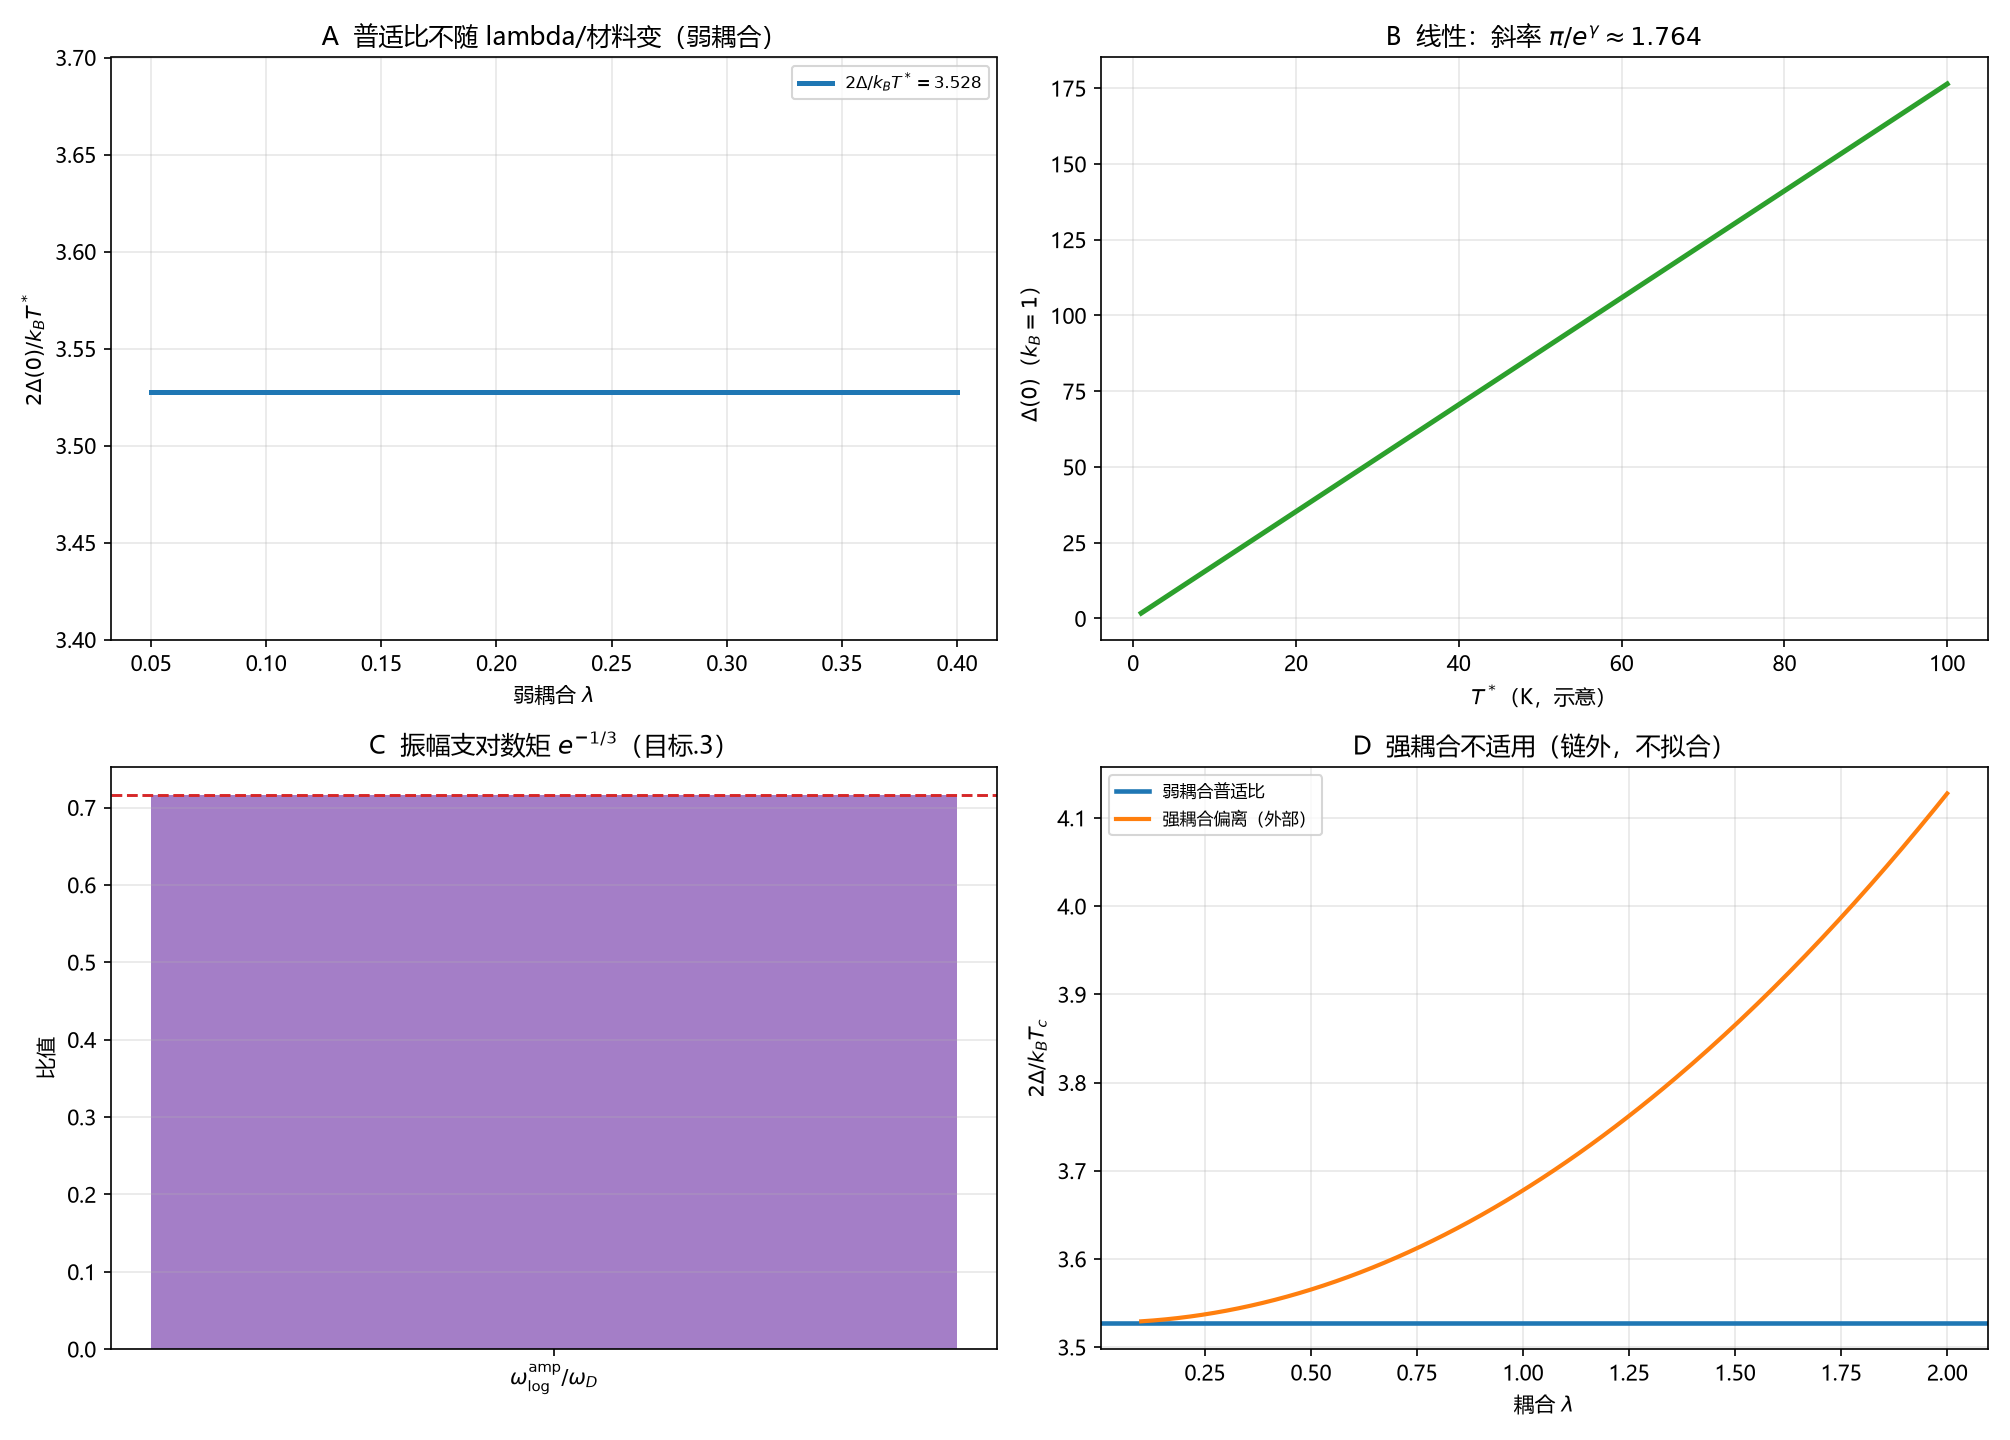 A 普适比不随 lambda/材料变（弱耦合）
2Δ/k_BT^* = 3.528
2Δ(0)/k_BT^*
3.70
3.65
3.60
3.55
3.50
3.45
3.40
0.05 0.10 0.15 0.20 0.25 0.30 0.35 0.40
弱耦合 λ
B 线性：斜率 π/e^γ ≈ 1.764
Δ(0)（k_B = 1）
175
150
125
100
75
50
25
0
0 20 40 60 80 100
T^*（K，示意）
C 振幅支对数矩 e^{−1/3}（目标.3）
比值
0.7
0.6
0.5
0.4
0.3
0.2
0.1
0.0
ω_log^amp/ω_D
D 强耦合不适用（链外，不拟合）
弱耦合普适比
强耦合偏离（外部）
2Δ/k_BT_c
4.1
4.0
3.9
3.8
3.7
3.6
3.5
0.25 0.50 0.75 1.00 1.25 1.50 1.75 2.00
耦合 λ